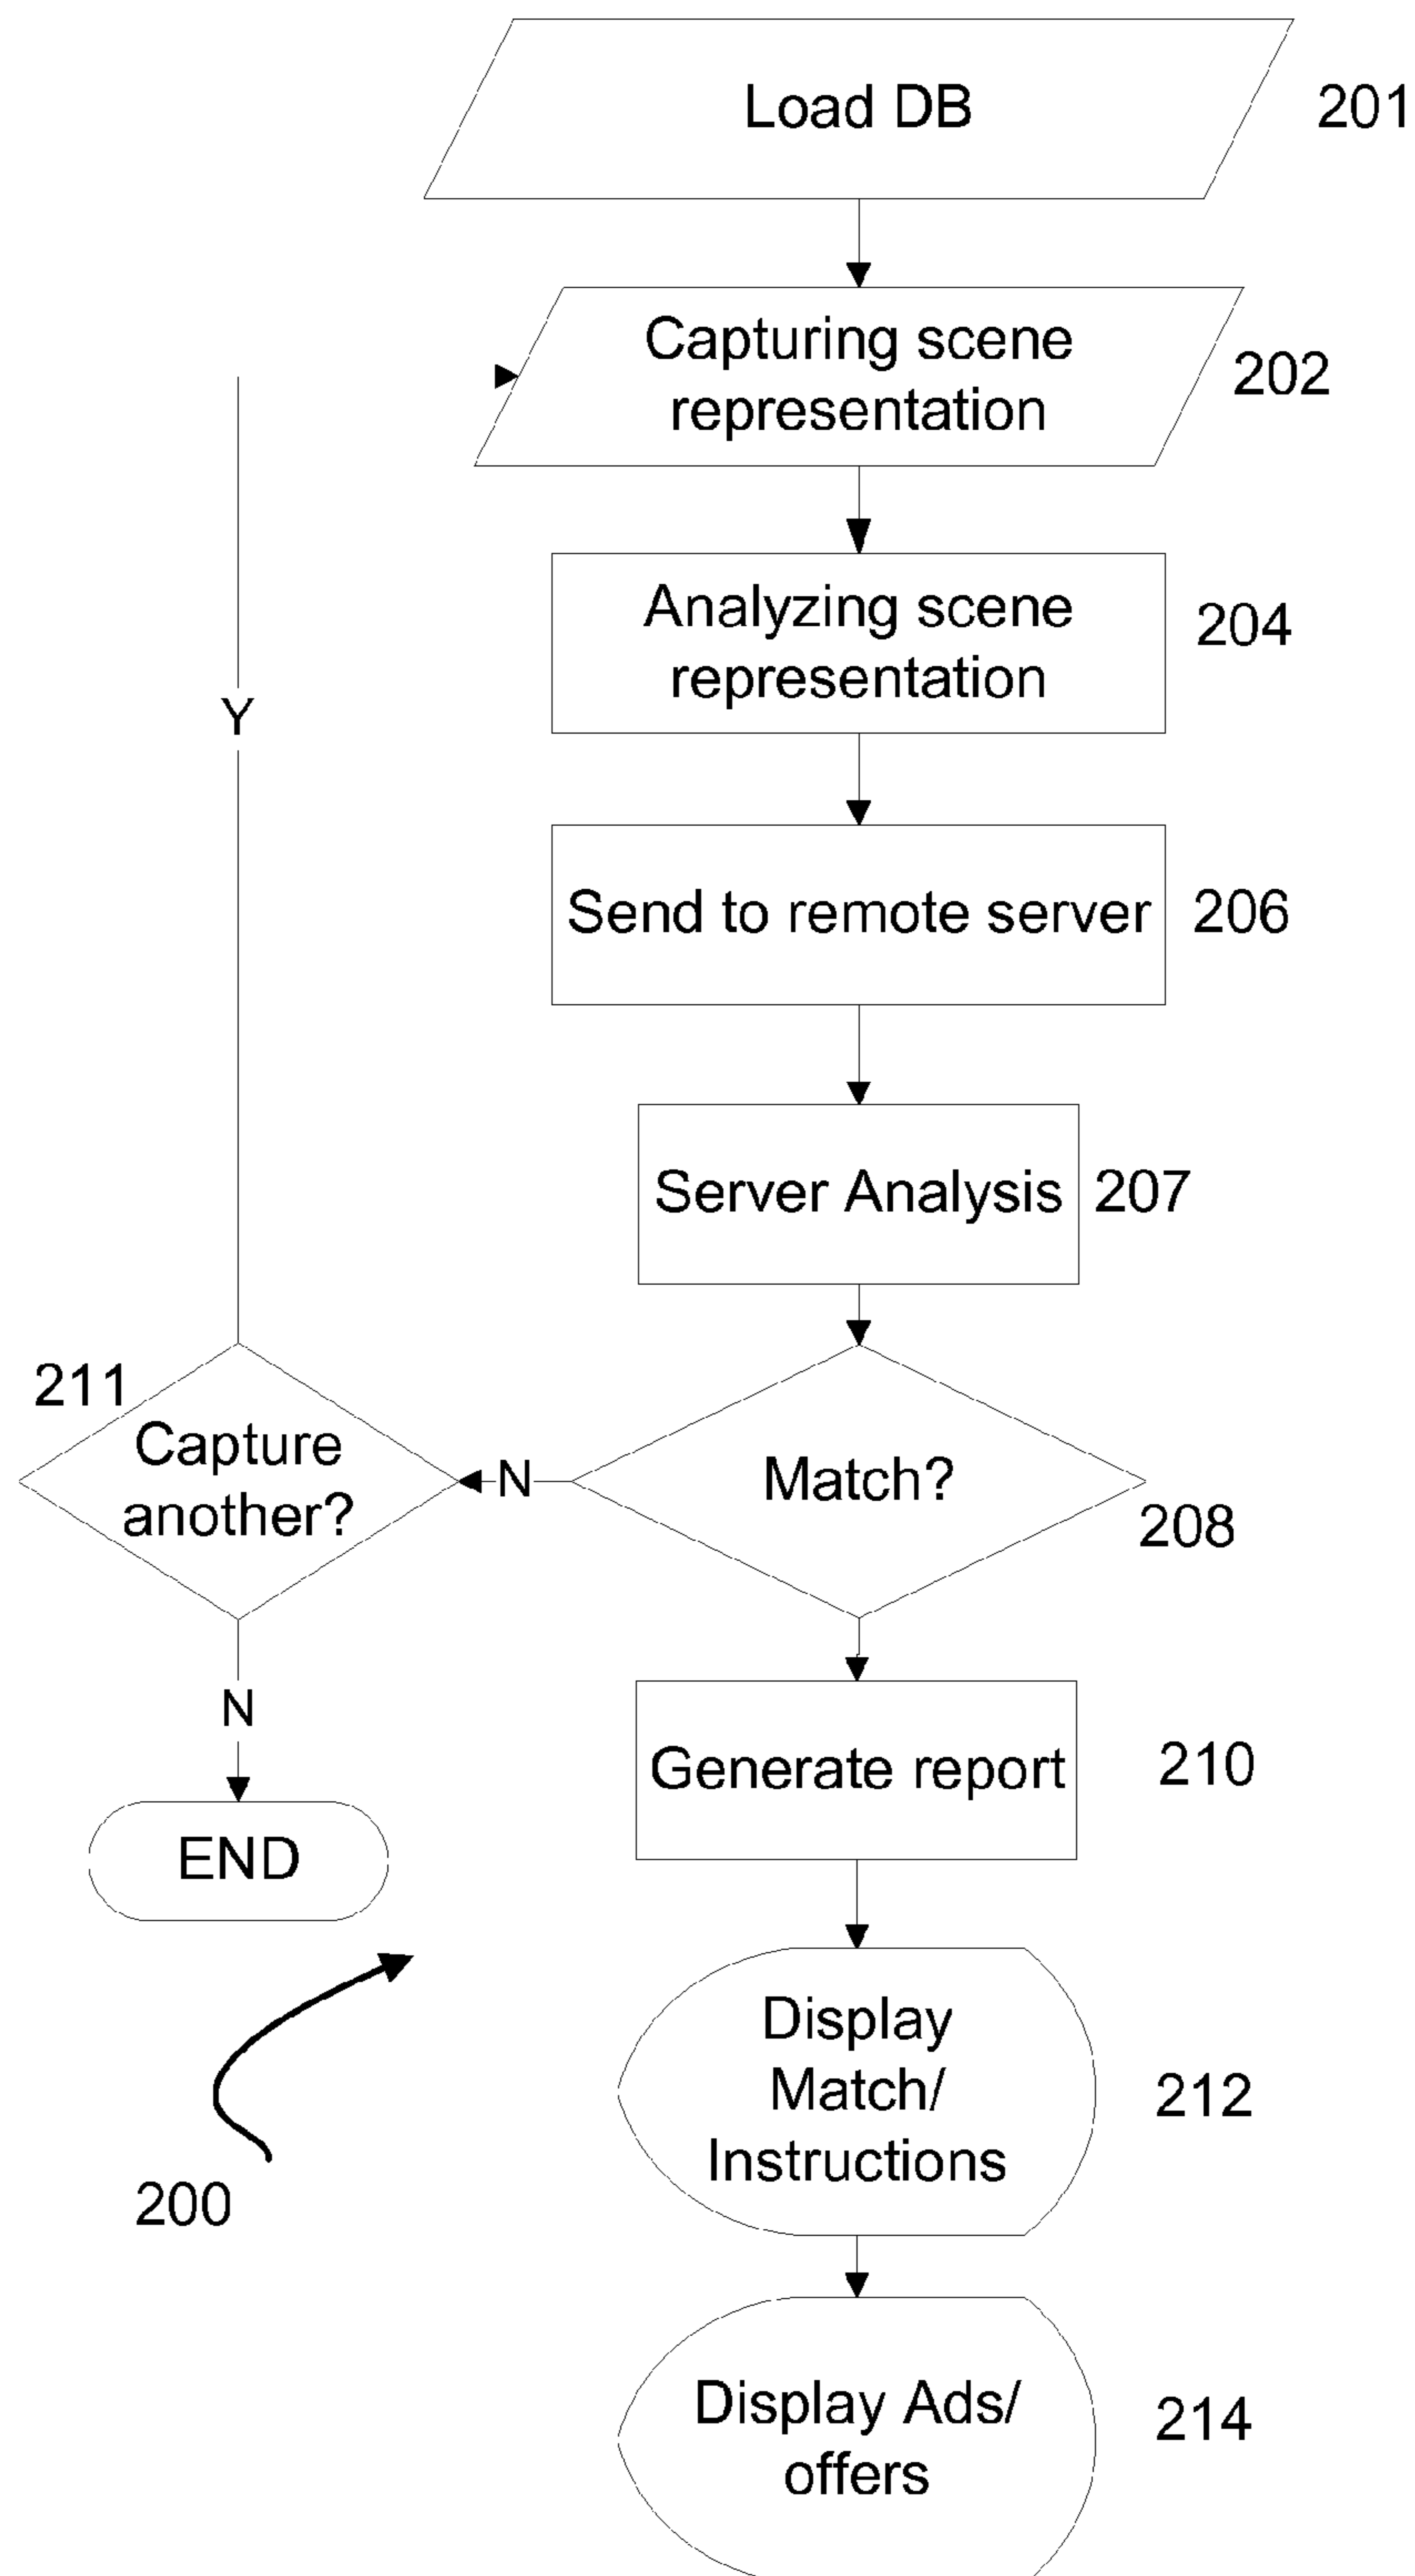 Load DB
201
Capturing scene
representation
202
Analyzing scene
representation
204
Y
Send to remote server
206
Server Analysis
207
211
Capture
another?
N
Match?
208
N
Generate report
210
END
Display
Match/
Instructions
212
200
Display Ads/
offers
214